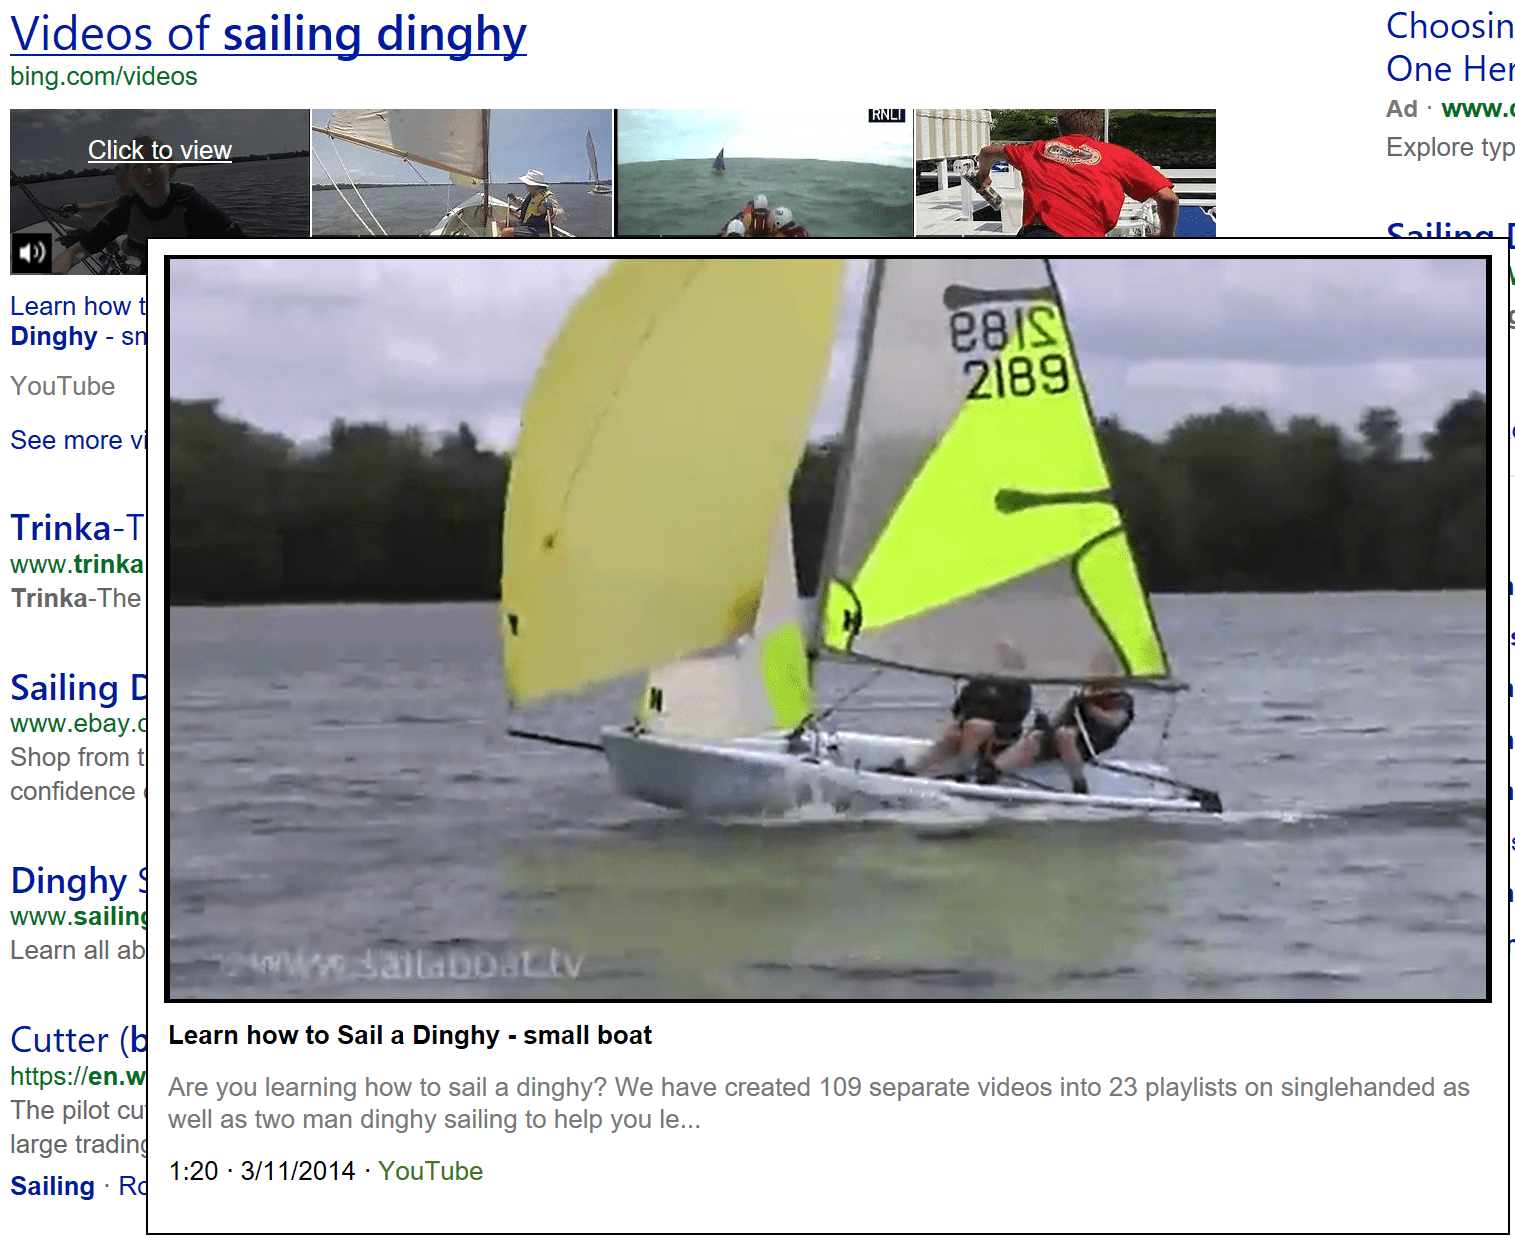 Videos of sailing dinghy
bing.com/videos
Click to view
RNLI
Learn how t
Dinghy - sm
YouTube
See more vi
Trinka-T
www.trinka
Trinka-The
Sailing D
www.ebay.c
Shop from t
confidence
Dinghy S
www.sailing
Learn all ab
Cutter (b
https://en.w
The pilot cu
large trading
Sailing · Ro
2189
2189
www.sailaboat.tv
Learn how to Sail a Dinghy - small boat
Are you learning how to sail a dinghy? We have created 109 separate videos into 23 playlists on singlehanded as
well as two man dinghy sailing to help you le...
1:20 · 3/11/2014 · YouTube
Choosin
One Her
Ad · www.c
Explore typ
Sailing D